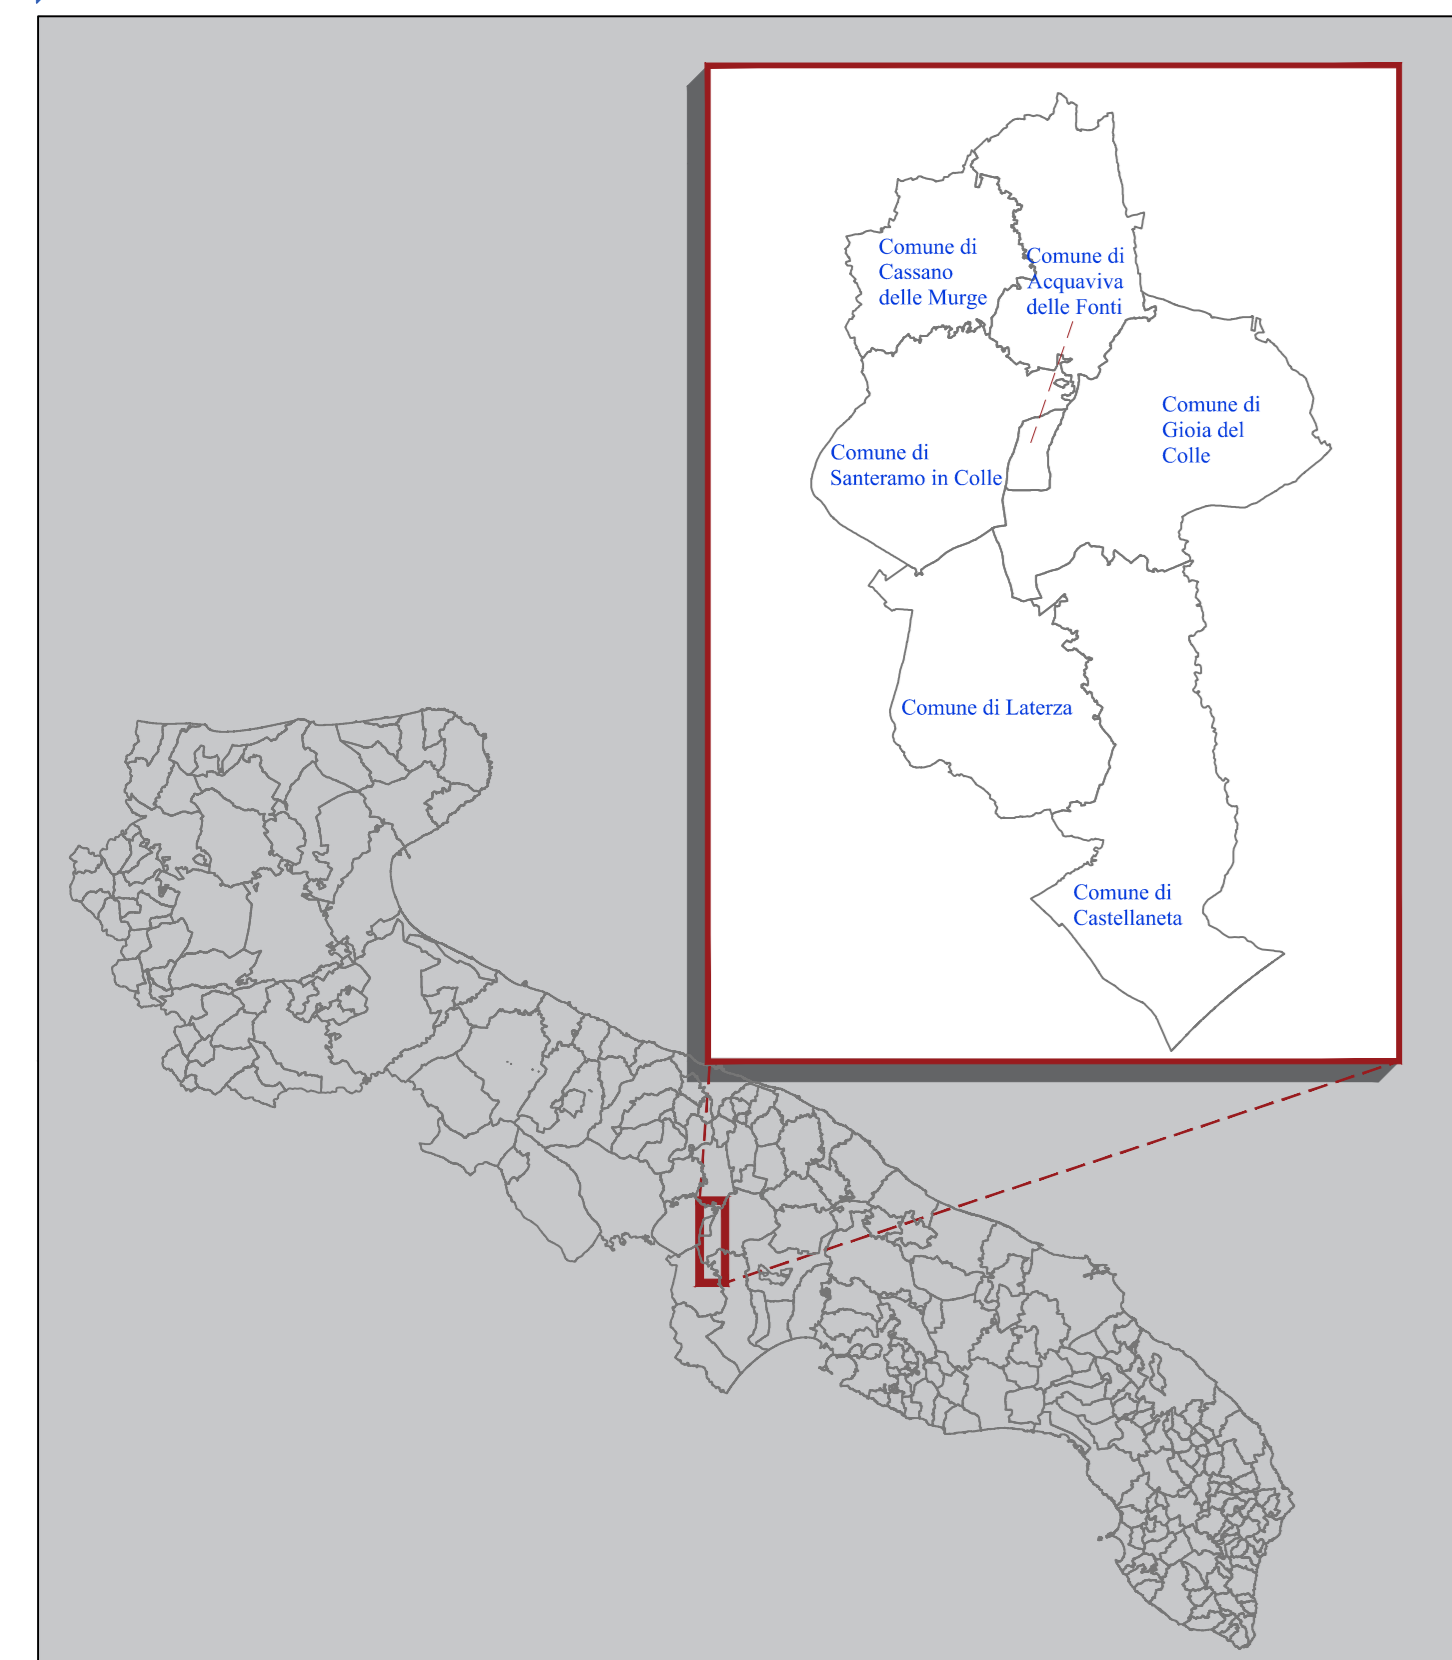 Comune di
Cassano
delle Murge
Comune di
Acquaviva
delle Fonti
Comune di
Gioia del
Colle
Comune di
Santeramo in Colle
Comune di Laterza
Comune di
Castellaneta